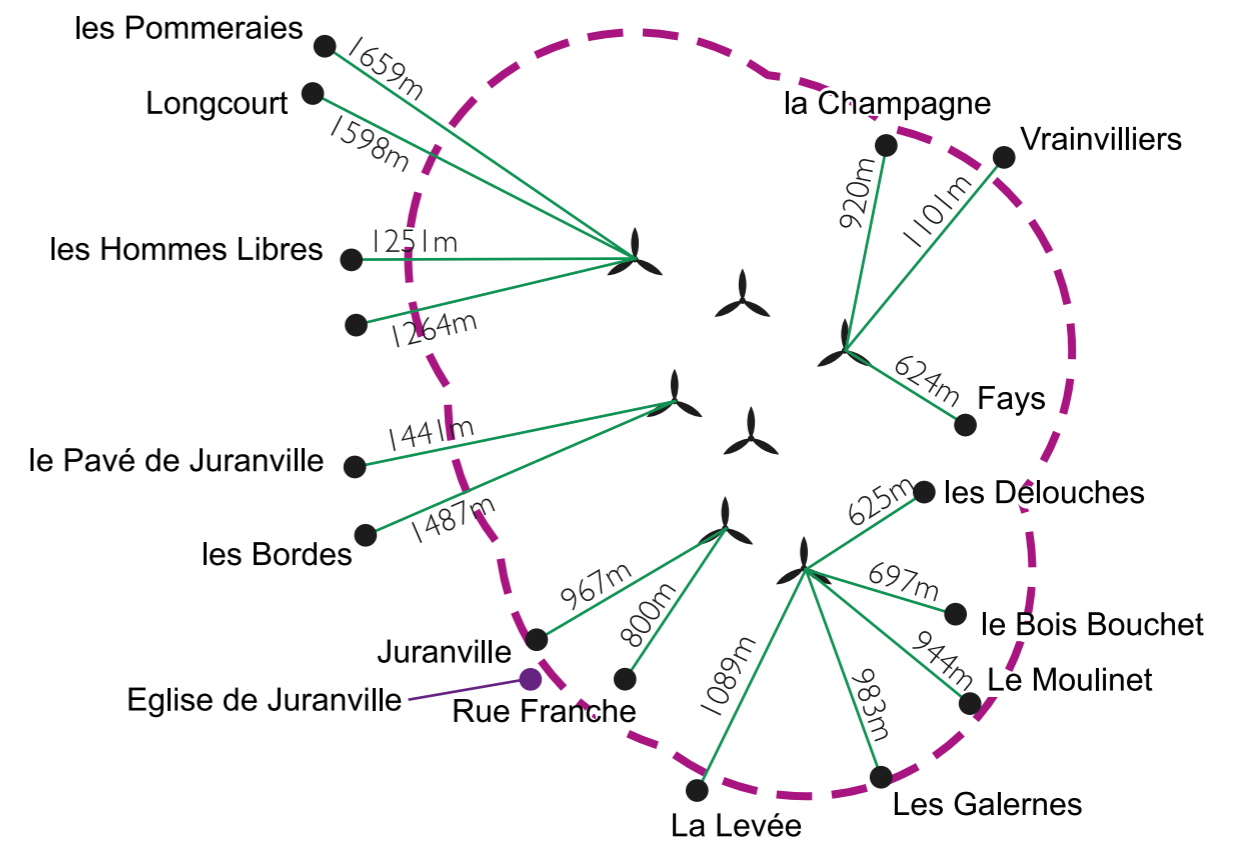 les Pommeraies
1659m
Longcourt
1598m
la Champagne
Vrainvilliers
920m
1101m
les Hommes Libres
1251m
1264m
624m
Fays
1441m
le Pavé de Juranville
1487m
les Bordes
625m
les Délouches
967m
800m
697m
le Bois Bouchet
Juranville
1089m
983m
944m
Le Moulinet
Eglise de Juranville
Rue Franche
Les Galernes
La Levée